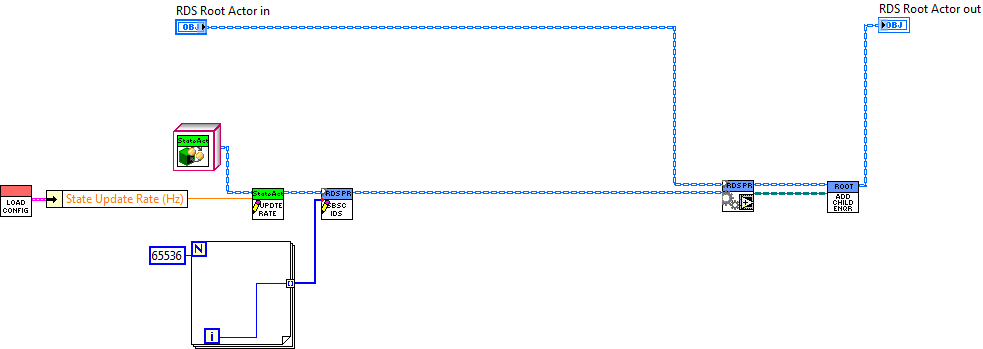 RDS Root Actor in
OBJ
RDS Root Actor out
OBJ
StateAct
LOAD
CONFIG
State Update Rate (Hz)
StateAct
UPDTE
RATE
RDS PR
SBSC
IDS
RDS PR
ROOT
ADD
CHILD
ENQR
65536
N
i